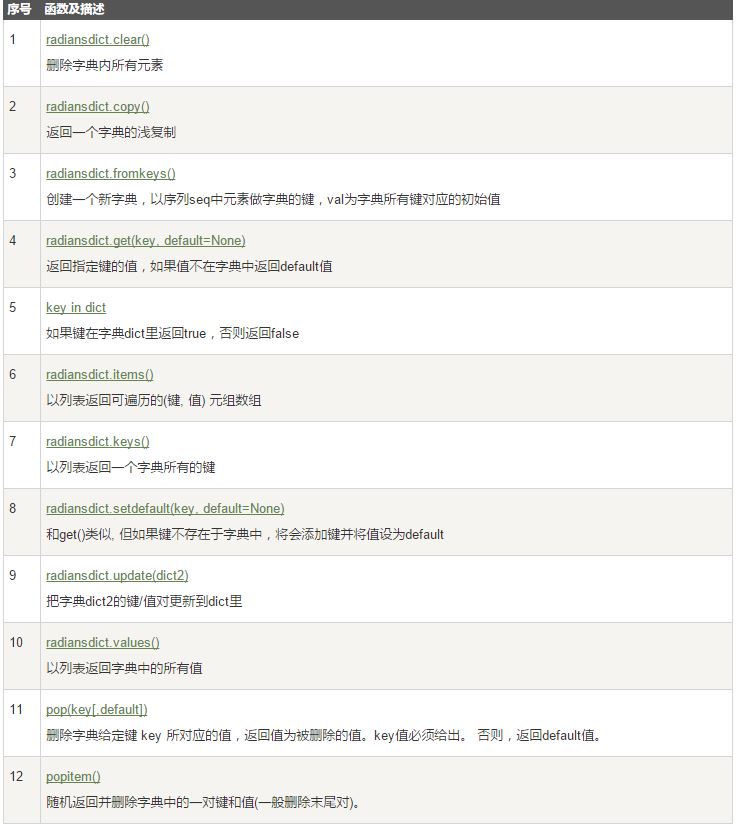 序号 函数及描述
1 radiansdict.clear()
删除字典内所有元素
2 radiansdict.copy()
返回一个字典的浅复制
3 radiansdict.fromkeys()
创建一个新字典，以序列seq中元素做字典的键，val为字典所有键对应的初始值
4 radiansdict.get(key, default=None)
返回指定键的值，如果值不在字典中返回default值
5 key in dict
如果键在字典dict里返回true，否则返回false
6 radiansdict.items()
以列表返回可遍历的(键, 值) 元组数组
7 radiansdict.keys()
以列表返回一个字典所有的键
8 radiansdict.setdefault(key, default=None)
和get()类似, 但如果键不存在于字典中，将会添加键并将值设为default
9 radiansdict.update(dict2)
把字典dict2的键/值对更新到dict里
10 radiansdict.values()
以列表返回字典中的所有值
11 pop(key[,default])
删除字典给定键 key 所对应的值，返回值为被删除的值。key值必须给出。 否则，返回default值。
12 popitem()
随机返回并删除字典中的一对键和值(一般删除末尾对)。